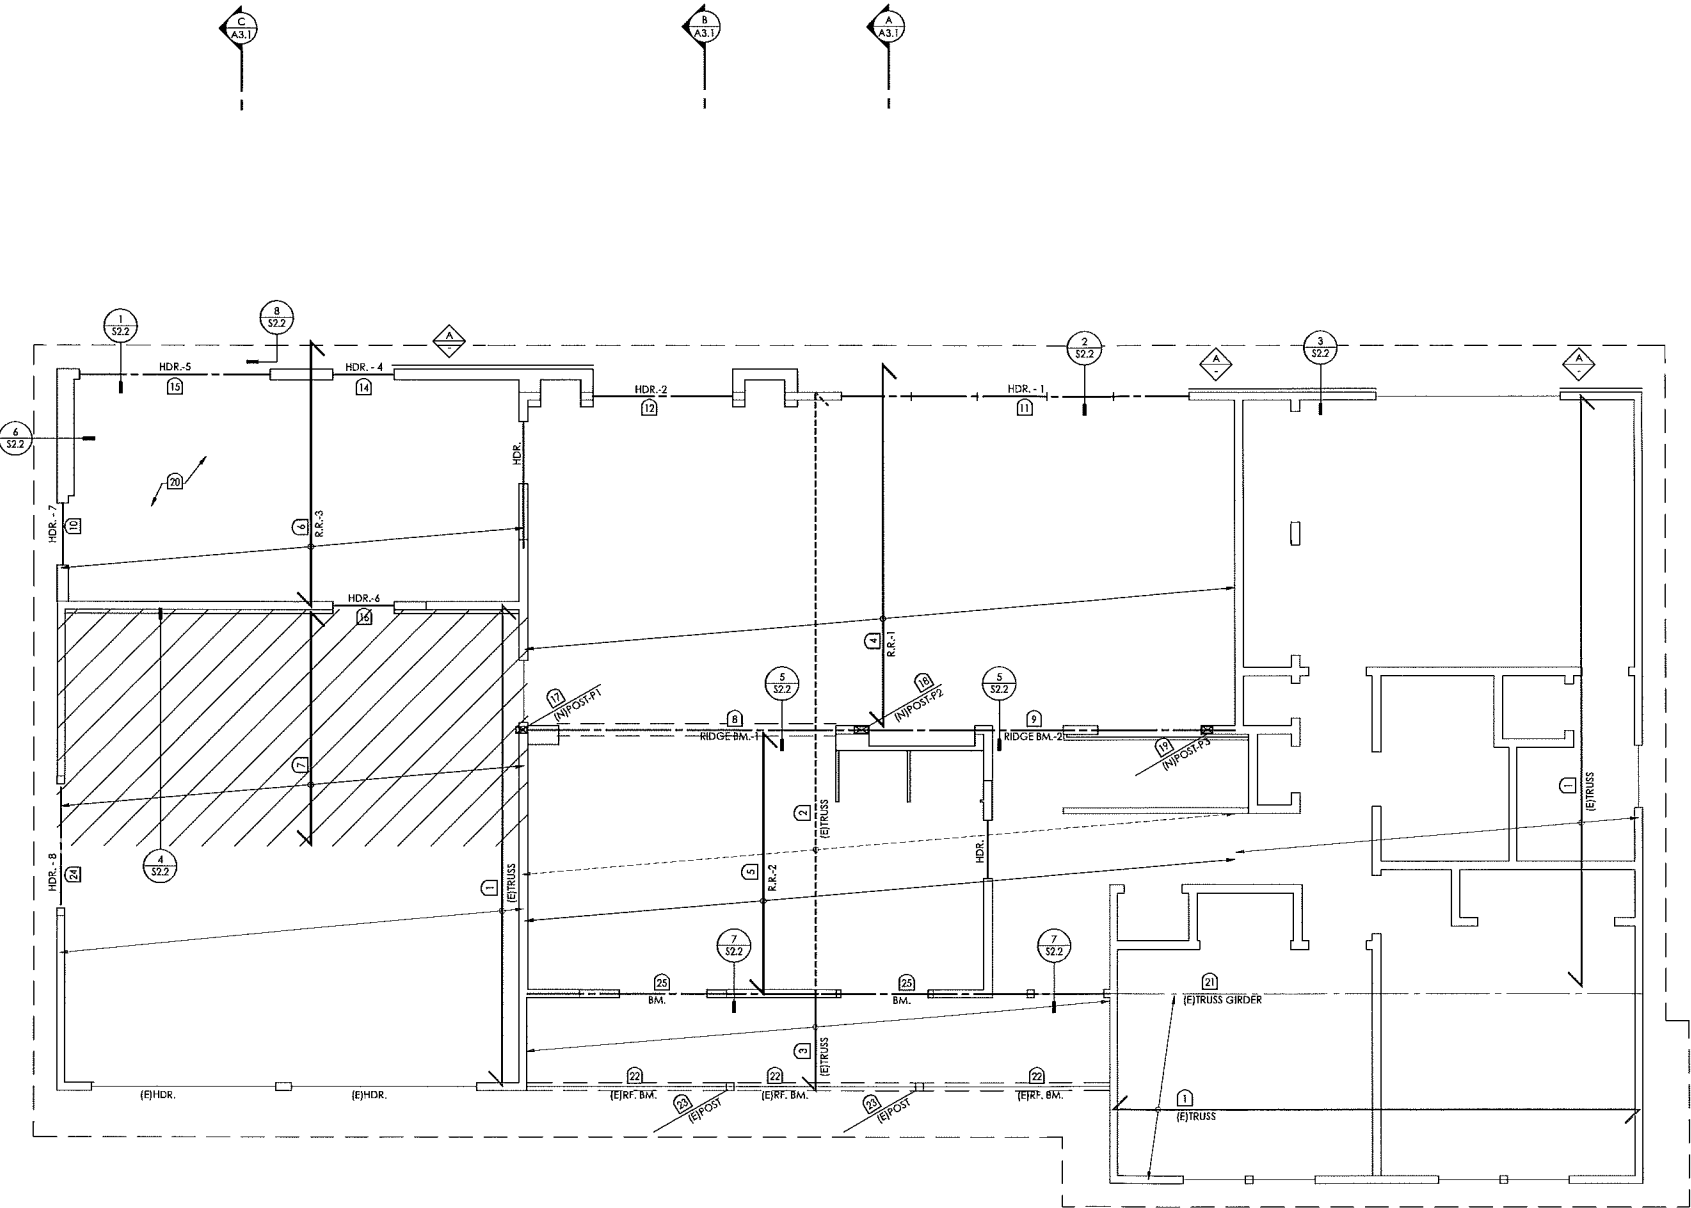 C
A3.1
B
A3.1
A
A3.1
1
S2.2
8
S2.2
A
-
2
S2.2
A
-
3
S2.2
A
-
HDR.-5
15
HDR. - 4
14
HDR.-2
12
HDR. - 1
11
6
S2.2
HDR.
20
HDR. - 7
10
6
R.R.-3
HDR.-6
16
4
R.R.-1
17
(N)POST-P1
5
S2.2
18
(N)POST-P2
5
S2.2
8
RIDGE BM.-1
9
RIDGE BM.-2
19
(N)POST-P3
7
2
(E)TRUSS
1
(E)TRUSS
4
S2.2
HDR. - 8
24
1
(E)TRUSS
5
R.R.-2
HDR.
7
S2.2
7
S2.2
25
BM.
25
BM.
21
(E)TRUSS GIRDER
3
(E)TRUSS
22
(E)RF. BM.
22
(E)RF. BM.
22
(E)RF. BM.
(E)HDR.
(E)HDR.
23
(E)POST
23
(E)POST
1
(E)TRUSS